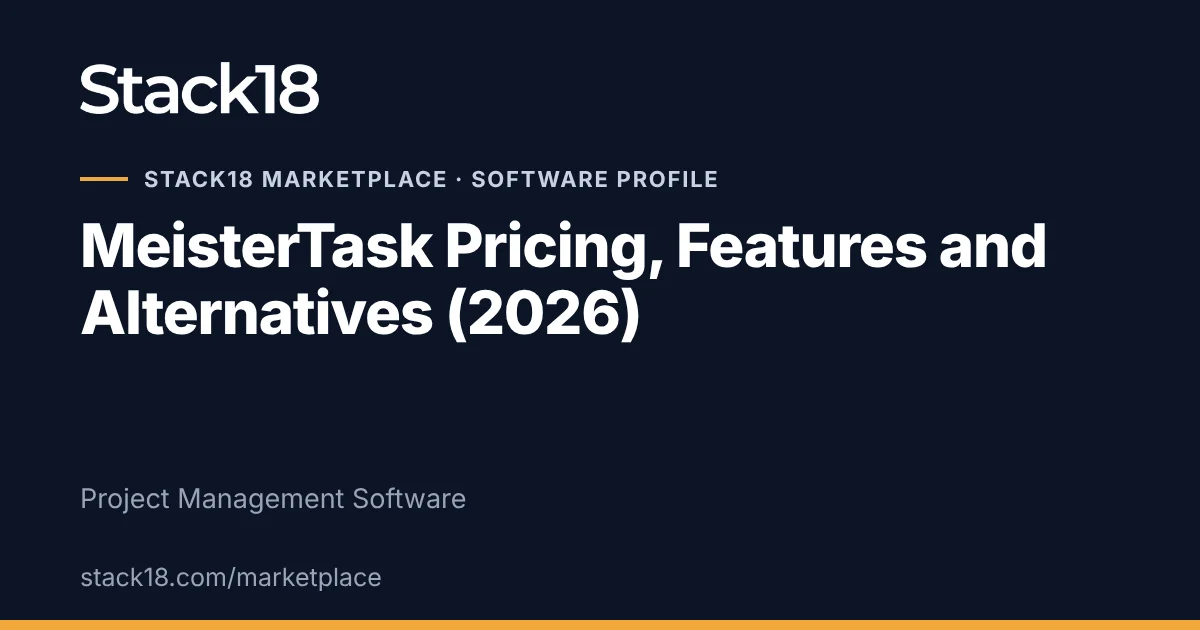 Stack18
STACK18 MARKETPLACE · SOFTWARE PROFILE
MeisterTask Pricing, Features and
Alternatives (2026)
Project Management Software
stack18.com/marketplace